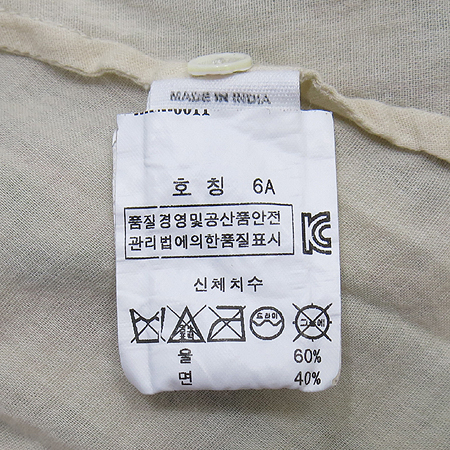 MADE IN INDIA
호칭 6A
품질경영및공산품안전
관리법에의한품질표시
신체치수
드라이
울 60%
면 40%